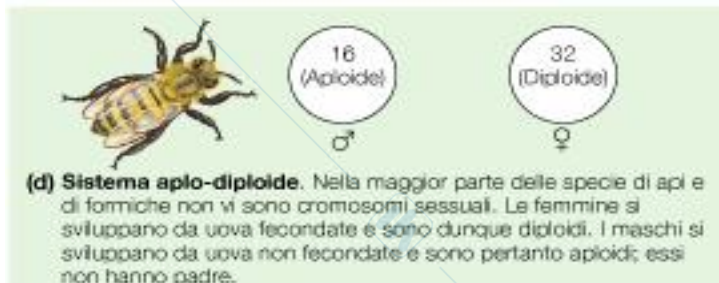 16
(Aploide)
32
(Diploide)
♂
♀
(d) Sistema aplo-diploide. Nella maggior parte delle specie di api e
di formiche non vi sono cromosomi sessuali. Le femmine si
sviluppano da uova fecondate e sono dunque diploidi. I maschi si
sviluppano da uova non fecondate e sono pertanto aploidi; essi
non hanno padre.